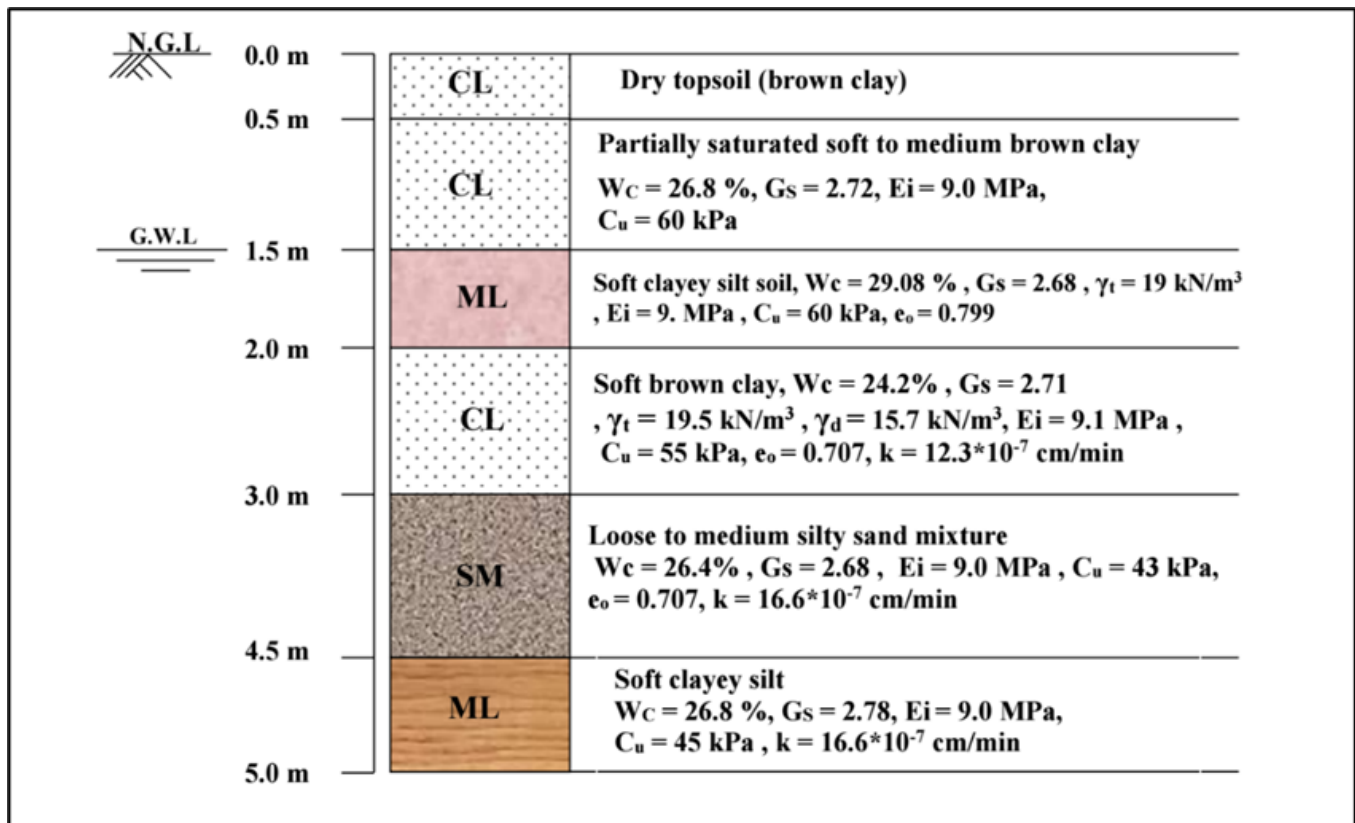 N.G.L
0.0 m
CL
Dry topsoil (brown clay)
0.5 m
CL
Partially saturated soft to medium brown clay
WC = 26.8 %, GS = 2.72, Ei = 9.0 MPa,
Cu = 60 kPa
G.W.L
1.5 m
ML
Soft clayey silt soil, Wc = 29.08 % , Gs = 2.68 , γt = 19 kN/m³
, Ei = 9. MPa , Cu = 60 kPa, eo = 0.799
2.0 m
CL
Soft brown clay, Wc = 24.2% , Gs = 2.71
, γt = 19.5 kN/m³ , γd = 15.7 kN/m³, Ei = 9.1 MPa ,
Cu = 55 kPa, eo = 0.707, k = 12.3*10⁻⁷ cm/min
3.0 m
SM
Loose to medium silty sand mixture
Wc = 26.4% , Gs = 2.68 , Ei = 9.0 MPa , Cu = 43 kPa,
eo = 0.707, k = 16.6*10⁻⁷ cm/min
4.5 m
ML
Soft clayey silt
WC = 26.8 %, GS = 2.78, Ei = 9.0 MPa,
Cu = 45 kPa , k = 16.6*10⁻⁷ cm/min
5.0 m